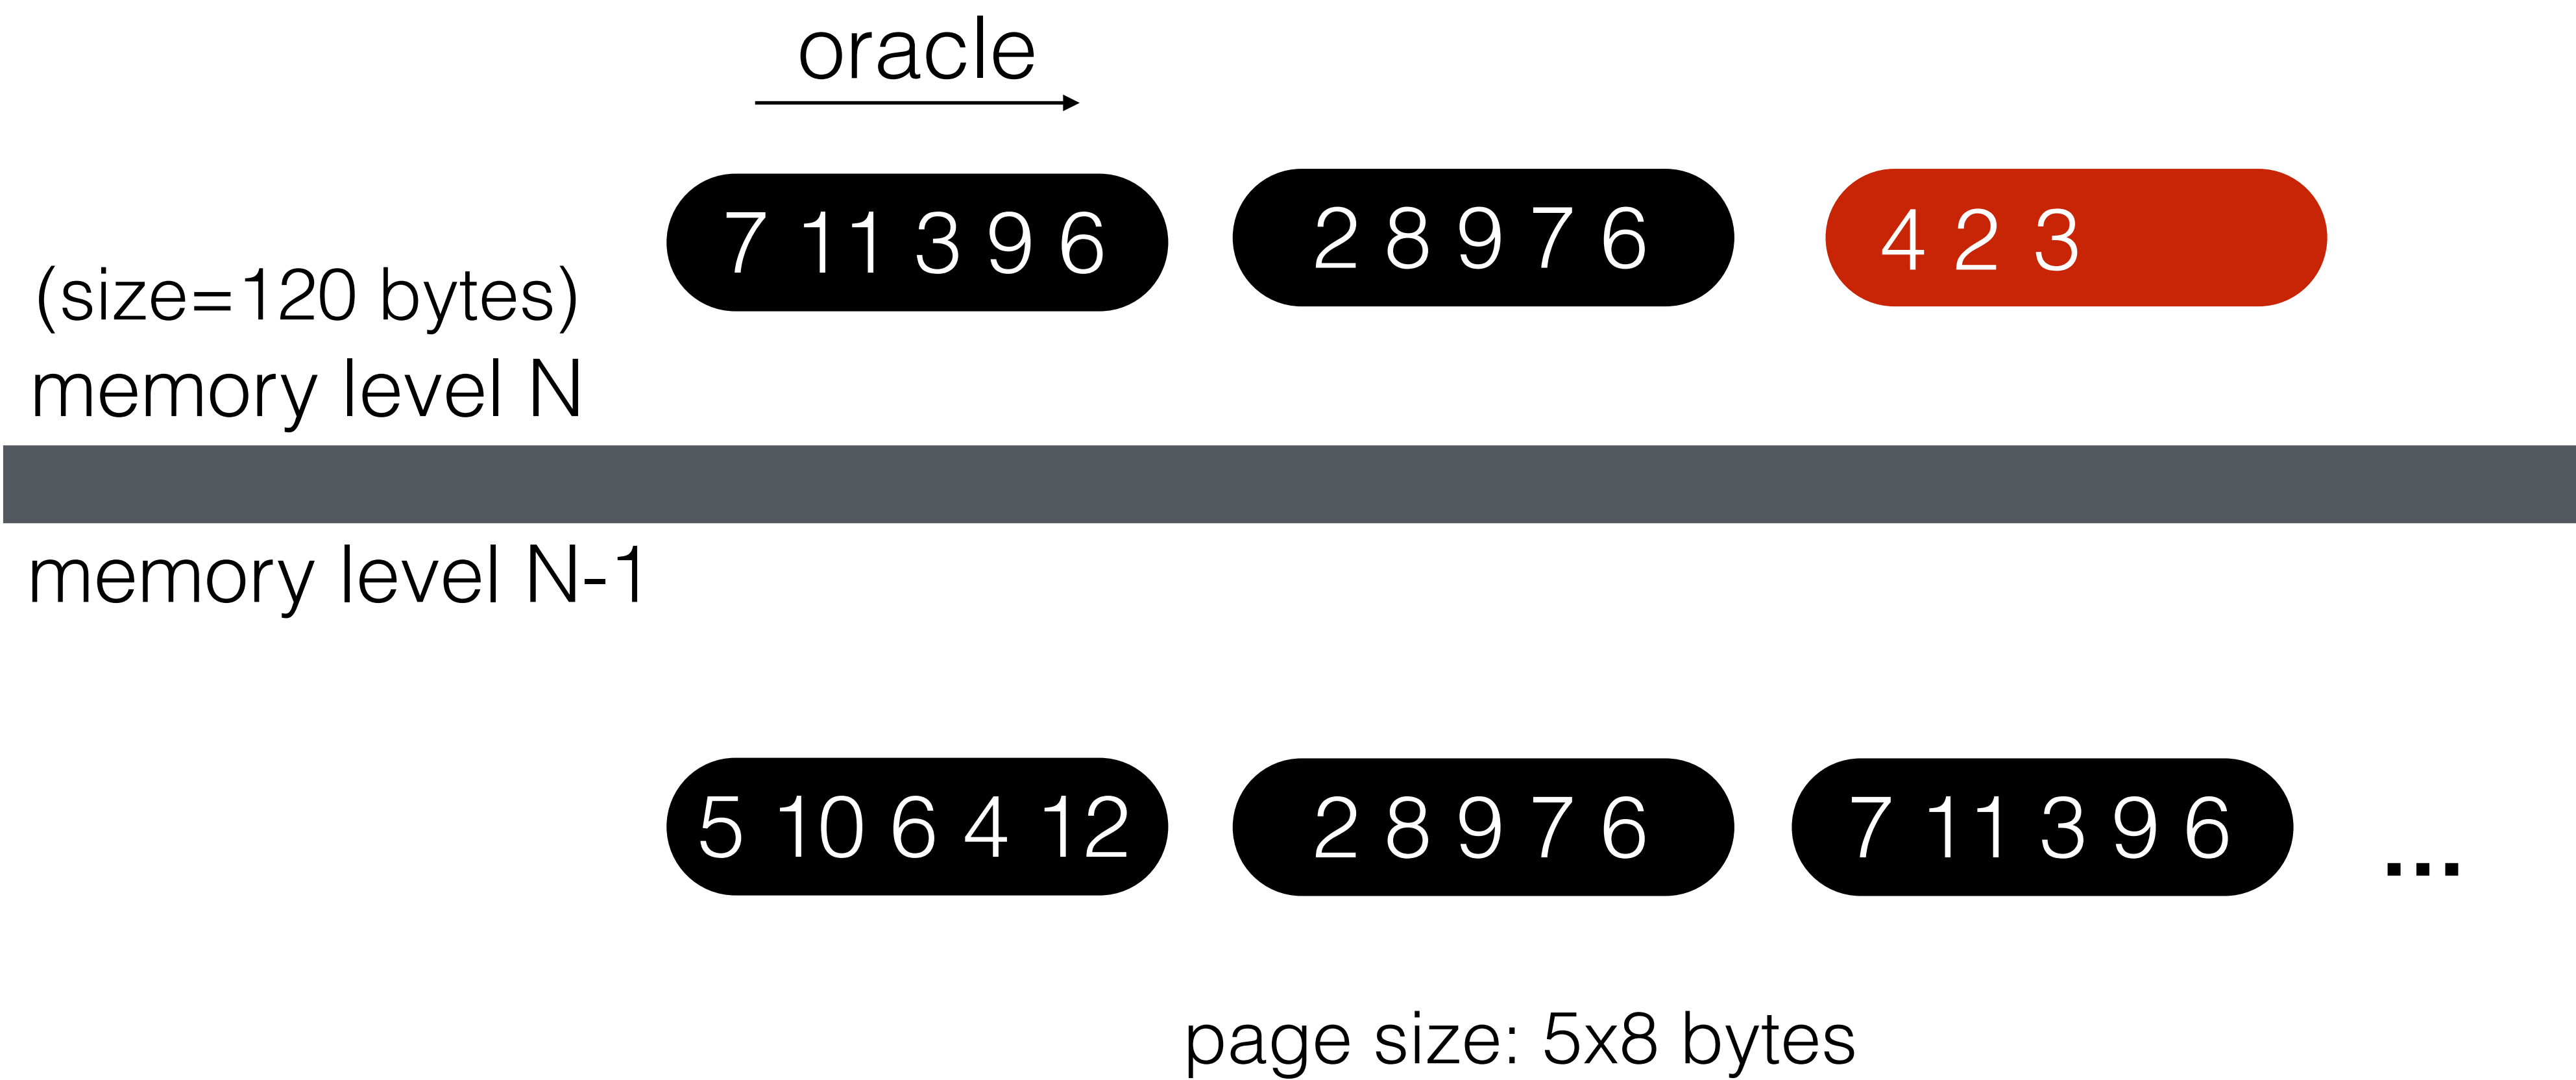 oracle
7 11 3 9 6
2 8 9 7 6
4 2 3
(size=120 bytes)
memory level N
memory level N-1
5 10 6 4 12
2 8 9 7 6
7 11 3 9 6
...
page size: 5x8 bytes